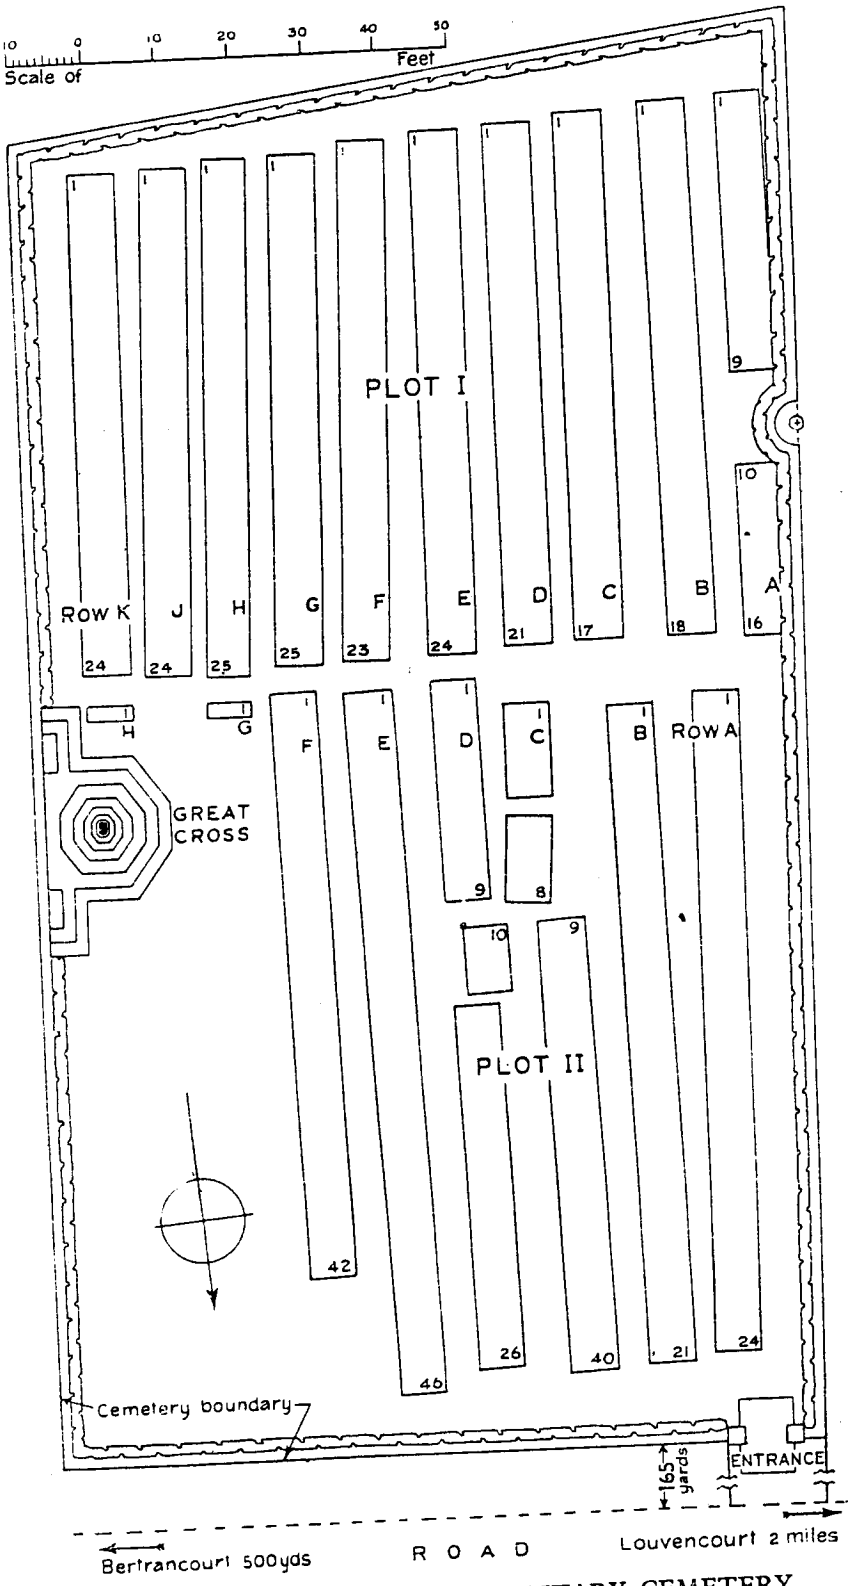 10 0 10 20 30 40 50
Scale of Feet
1 1 1 1 1 1 1 1 1 1
9
PLOT I
10
ROW K J H G F E D C B A
24 24 25 25 23 24 21 17 18 16
1 1 1 1 1 1 1 1
H G F E D C B ROW A
GREAT
CROSS
9 8
10 9
PLOT II
42
46 26 40 21 24
Cemetery boundary
ENTRANCE
165
yards
Bertrancourt 500yds
ROAD
Louvencourt 2 miles
CEMETERY